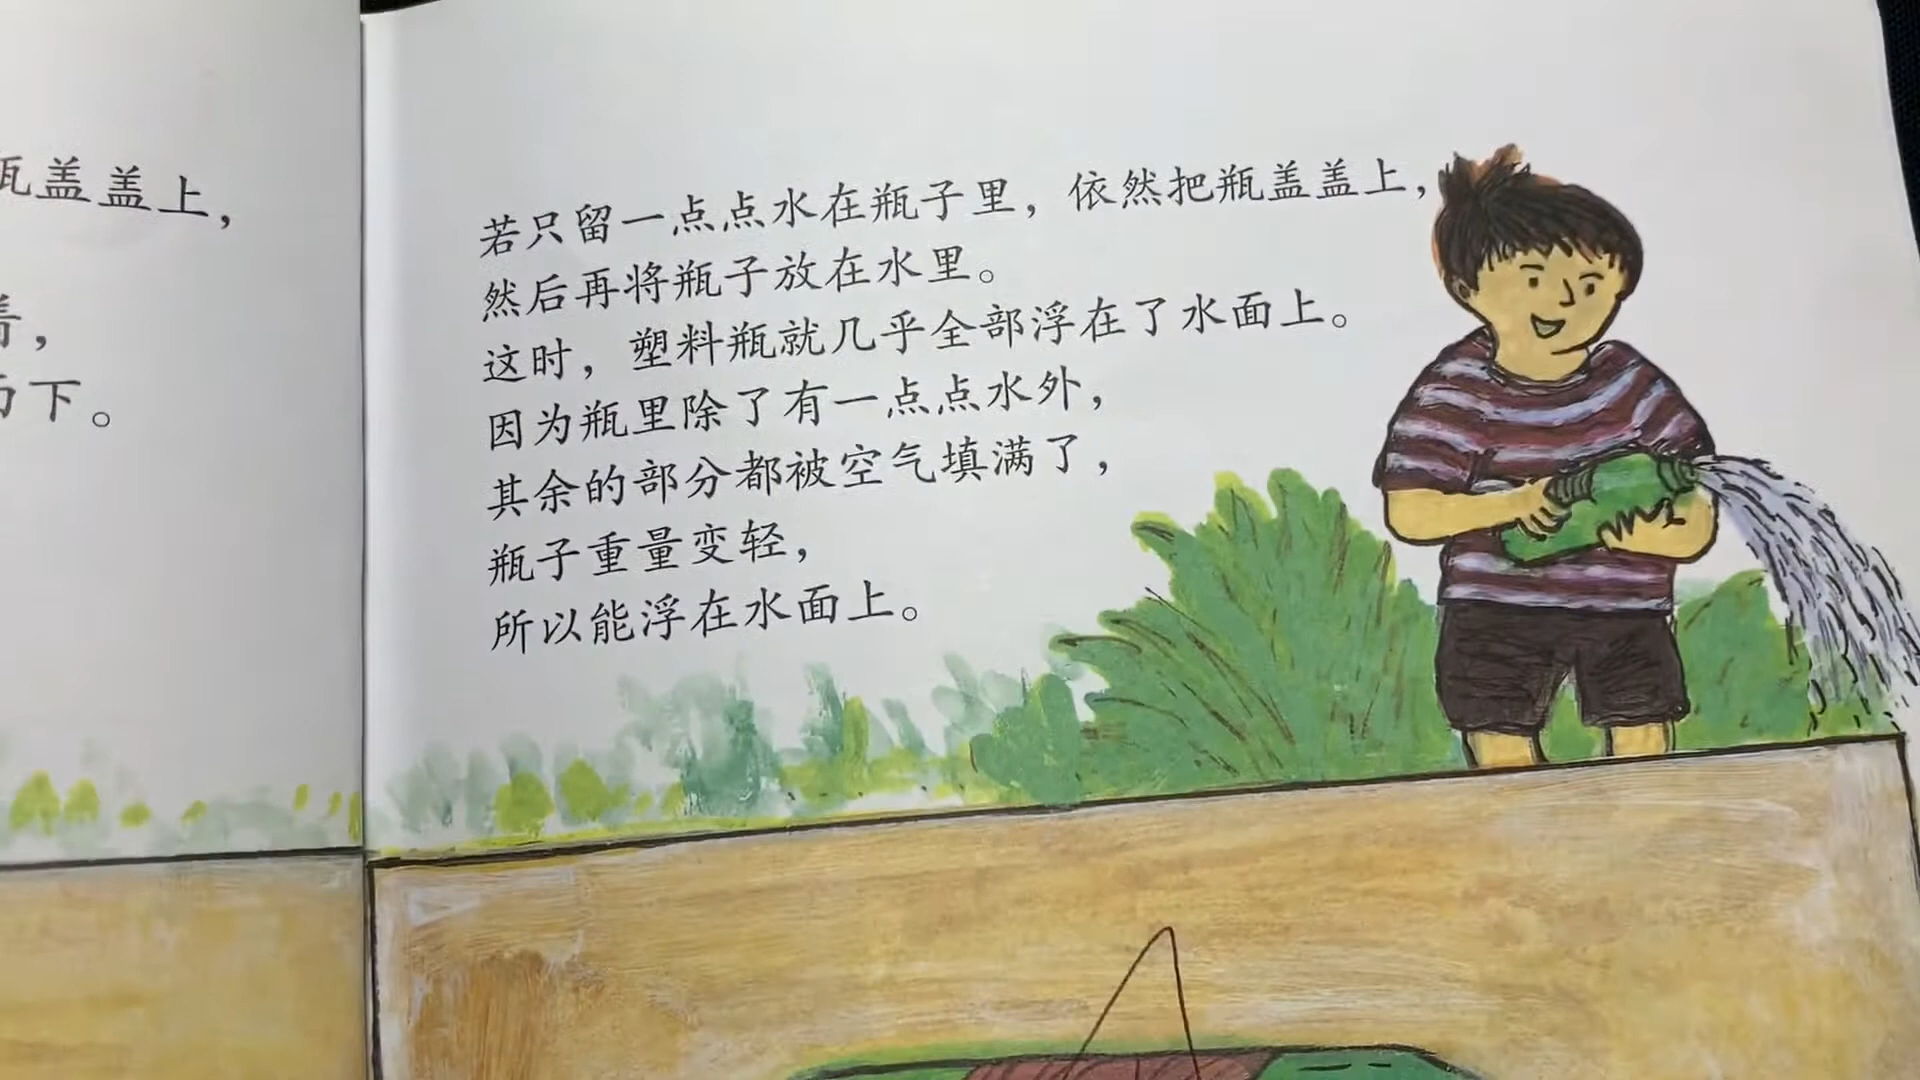 瓶盖盖上，
下。
若只留一点点水在瓶子里，依然把瓶盖盖上，
然后再将瓶子放在水里。
这时，塑料瓶就几乎全部浮在了水面上。
因为瓶里除了有一点点水外，
其余的部分都被空气填满了，
瓶子重量变轻，
所以能浮在水面上。